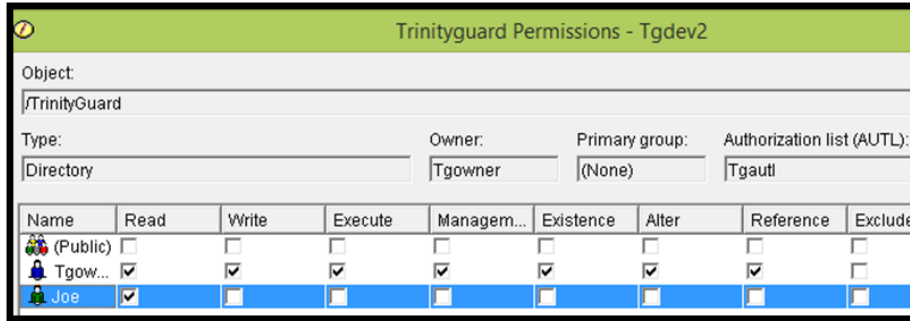 Trinityguard Permissions - Tgdev2
Object:
/TrinityGuard
Type: Owner: Primary group: Authorization list (AUTL):
Directory Tgowner (None) Tgautl
Name Read Write Execute Managem... Existence Alter Reference Exclude
(Public)
Tgow...
Joe